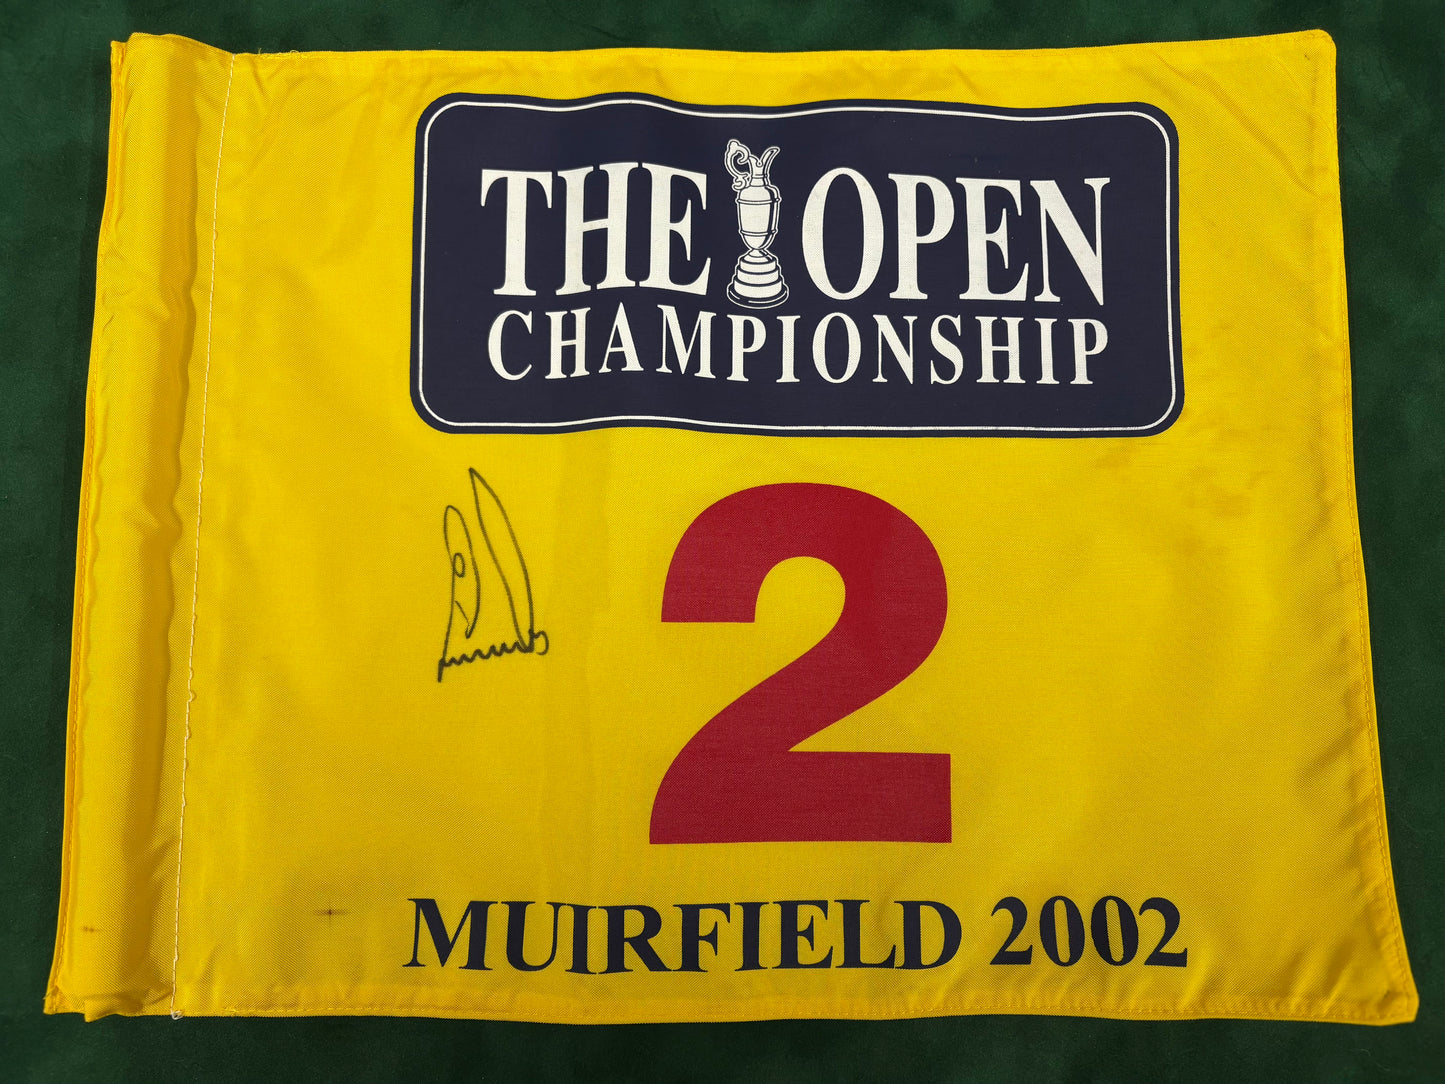 THE OPEN
CHAMPIONSHIP
2
MUIRFIELD 2002